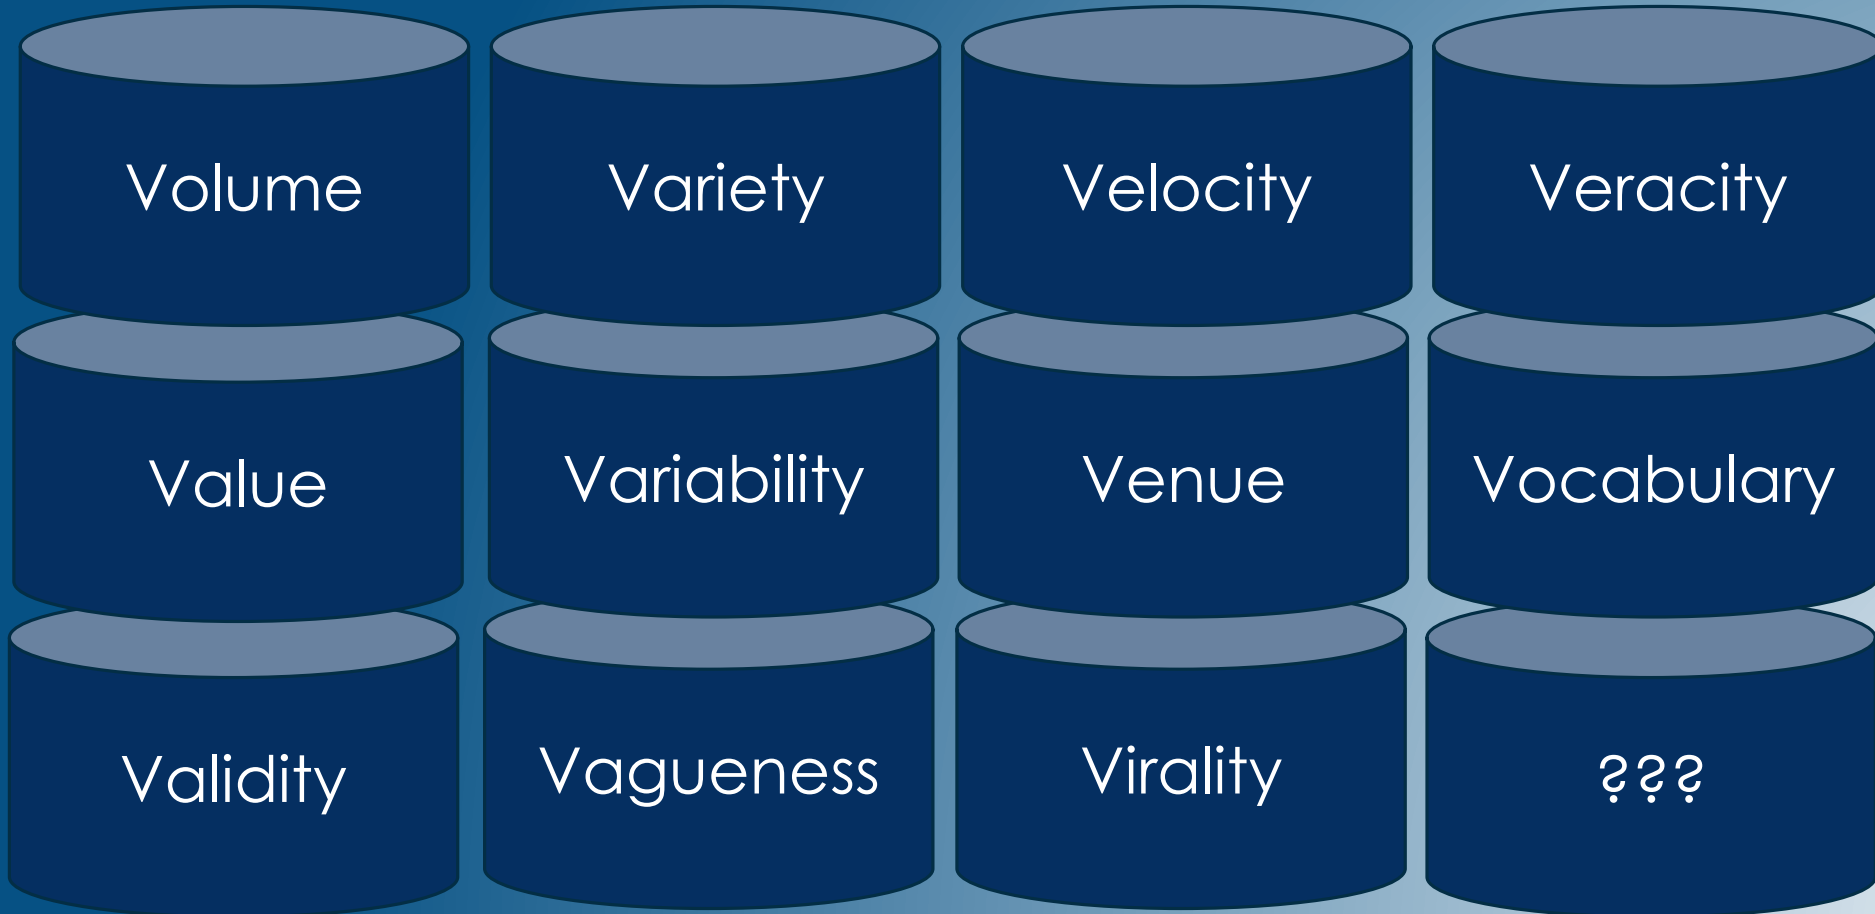 Volume
Variety
Velocity
Veracity
Value
Variability
Venue
Vocabulary
Validity
Vagueness
Virality
???